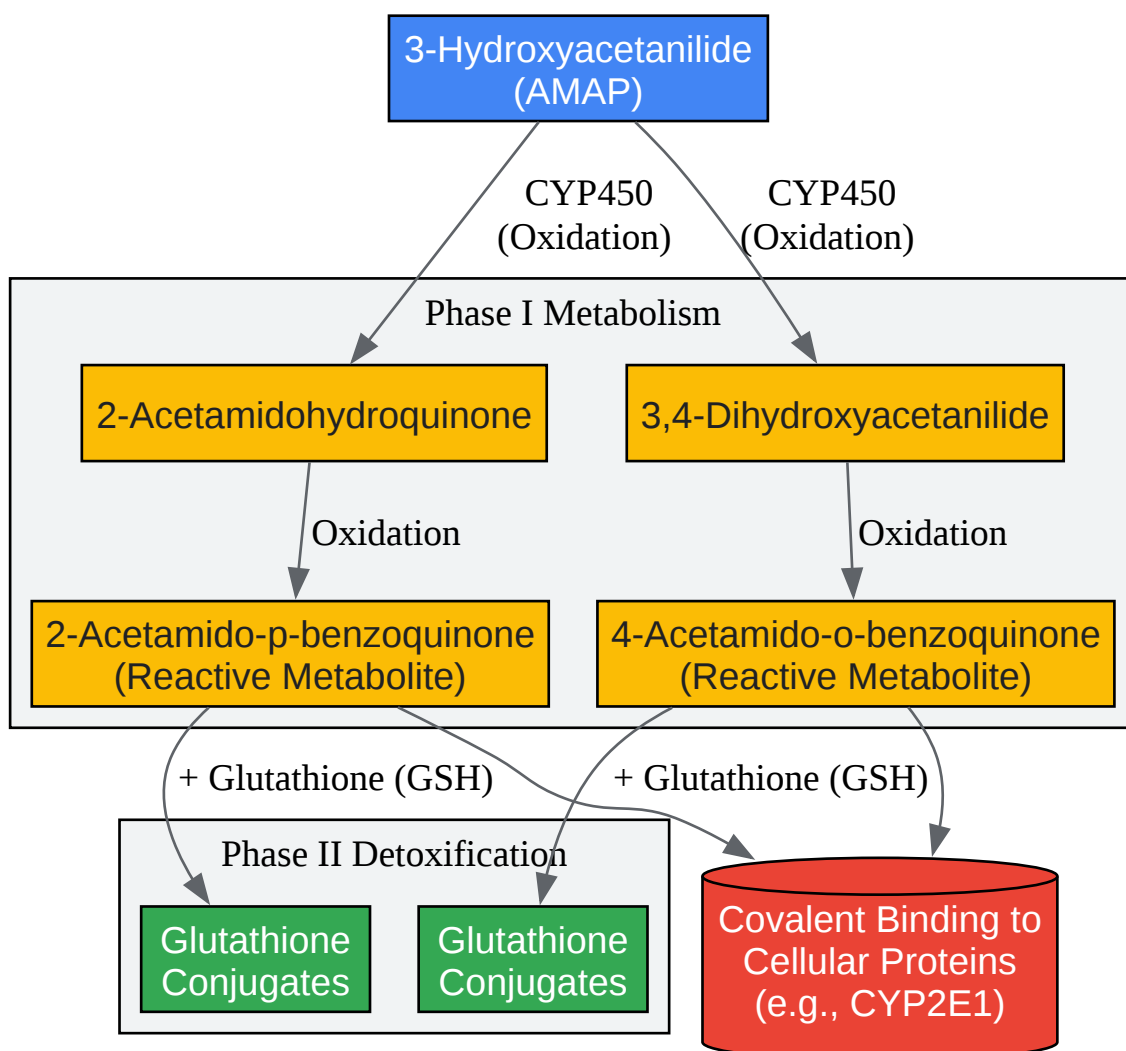 3-Hydroxyacetanilide
(AMAP)
CYP450
(Oxidation)
CYP450
(Oxidation)
Phase I Metabolism
2-Acetamidohydroquinone
3,4-Dihydroxyacetanilide
Oxidation
Oxidation
2-Acetamido-p-benzoquinone
(Reactive Metabolite)
4-Acetamido-o-benzoquinone
(Reactive Metabolite)
+ Glutathione (GSH)
+ Glutathione (GSH)
Phase II Detoxification
Glutathione
Conjugates
Glutathione
Conjugates
Covalent Binding to
Cellular Proteins
(e.g., CYP2E1)